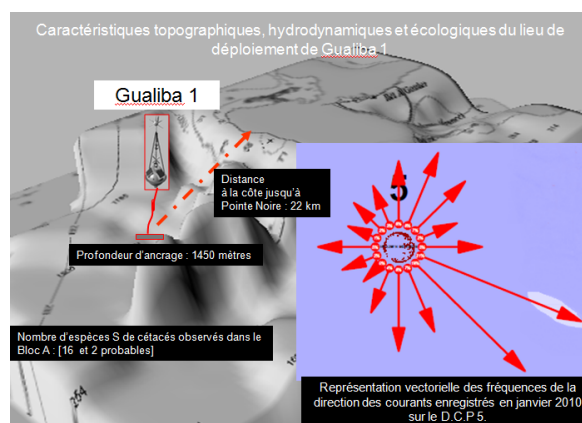 Caractéristiques topographiques, hydrodynamiques et écologiques du lieu de
déploiement de Gualiba 1
Gualiba 1
5
Distance
à la côte jusqu'à
Pointe Noire : 22 km
Profondeur d'ancrage : 1450 mètres
Nombre d'espèces S de cétacés observés dans le
Bloc A : [16 et 2 probables]
Représentation vectorielle des fréquences de la
direction des courants enregistrés en janvier 2010
sur le D.C.P 5.